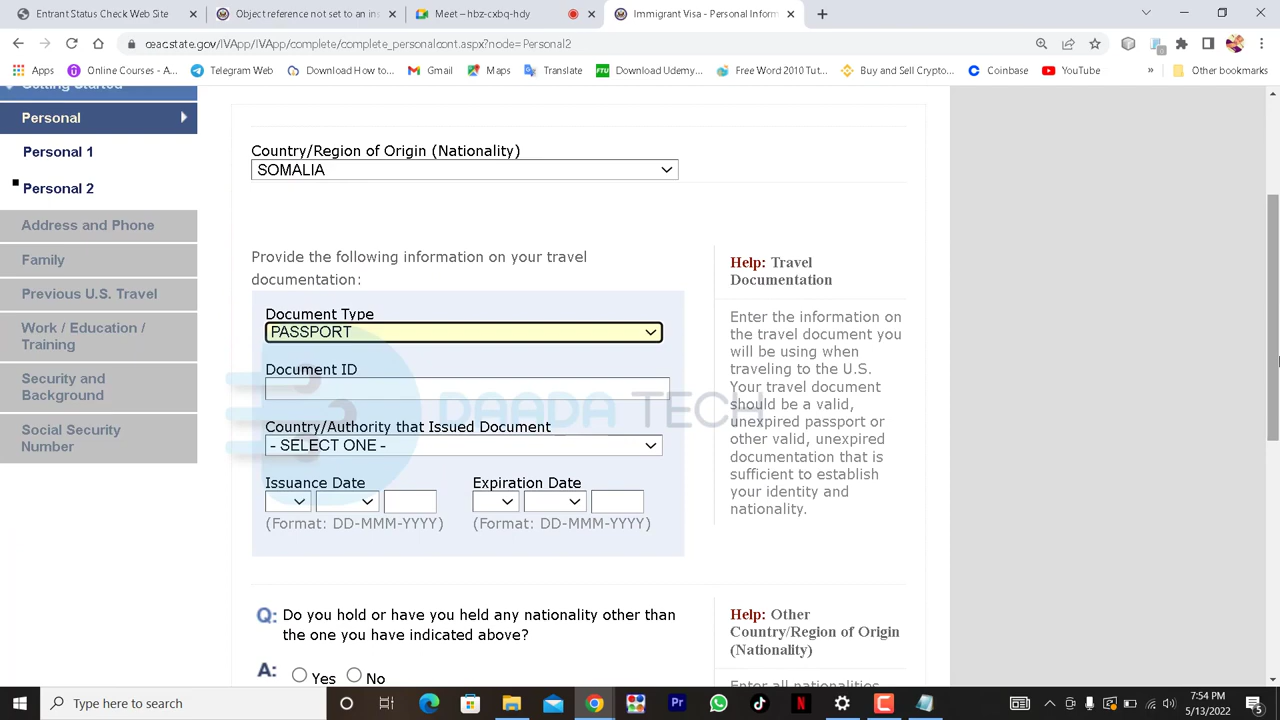 Entrant Status Check Web Site
Object reference not set to an in
Meet – hbz-cxbq-hdy
Immigrant Visa - Personal Inform
ceac.state.gov/IVApp/IVApp/complete/complete_personalcont.aspx?node=Personal2
Apps
Online Courses - A...
Telegram Web
Download How to...
Gmail
Maps
Translate
Download Udemy...
Free Word 2010 Tut...
Buy and Sell Crypto...
Coinbase
YouTube
»
Other bookmarks
Getting Started
Personal
Personal 1
Personal 2
Address and Phone
Family
Previous U.S. Travel
Work / Education /
Training
Security and
Background
Social Security
Number
Country/Region of Origin (Nationality)
SOMALIA
Provide the following information on your travel
documentation:
Document Type
PASSPORT
Document ID
Country/Authority that Issued Document
- SELECT ONE -
Issuance Date
Expiration Date
(Format: DD-MMM-YYYY)
(Format: DD-MMM-YYYY)
DAADA TECH
Help: Travel
Documentation
Enter the information on
the travel document you
will be using when
traveling to the U.S.
Your travel document
should be a valid,
unexpired passport or
other valid, unexpired
documentation that is
sufficient to establish
your identity and
nationality.
Q: Do you hold or have you held any nationality other than
the one you have indicated above?
A: Yes No
Help: Other
Country/Region of Origin
(Nationality)
Enter all nationalities
Type here to search
7:54 PM
5/13/2022
5